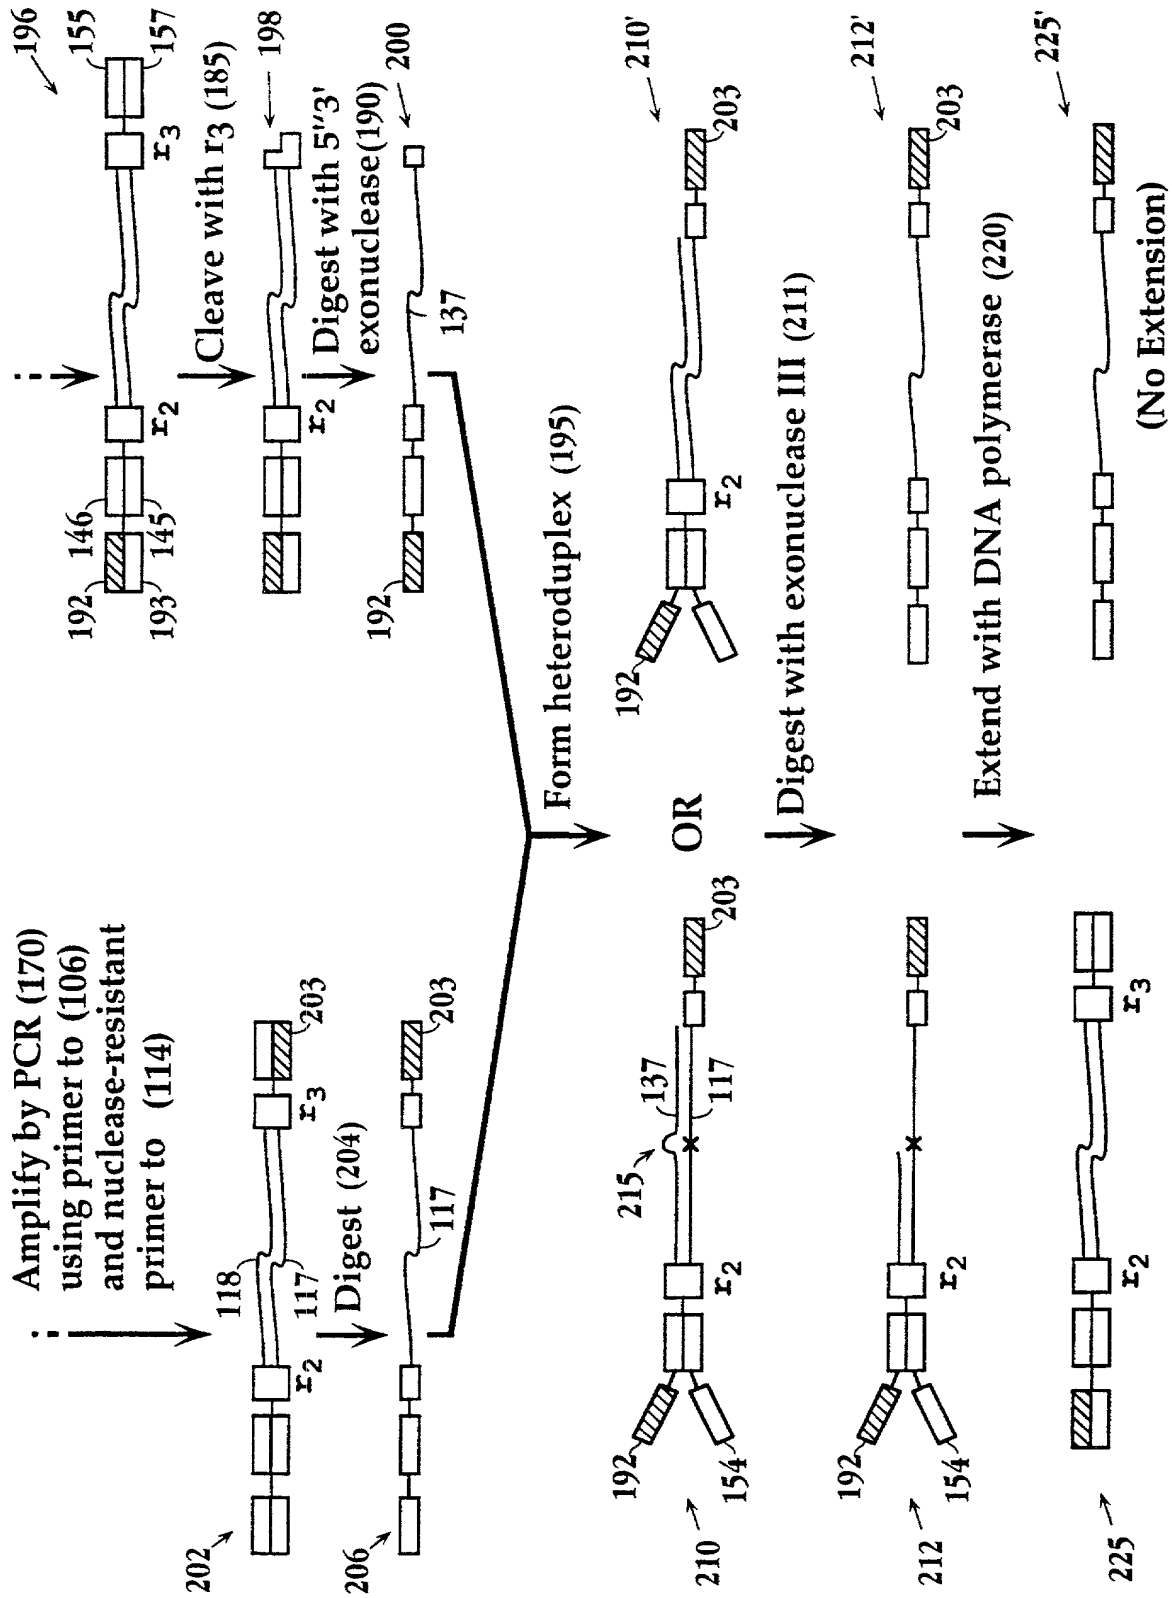 Amplify by PCR (170)
using primer to (106)
and nuclease-resistant
primer to (114)
202
118
117
r2
r3
203
Digest (204)
206
117
203
196
192
146
155
193
145
157
r2
r3
Cleave with r3 (185)
198
r2
Digest with 5''3'
exonuclease(190)
200
192
137
Form heteroduplex (195)
210
192
154
215
137
117
203
r2
OR
210'
192
203
r2
Digest with exonuclease III (211)
212
192
154
r2
212'
203
Extend with DNA polymerase (220)
225
r2
r3
225'
(No Extension)